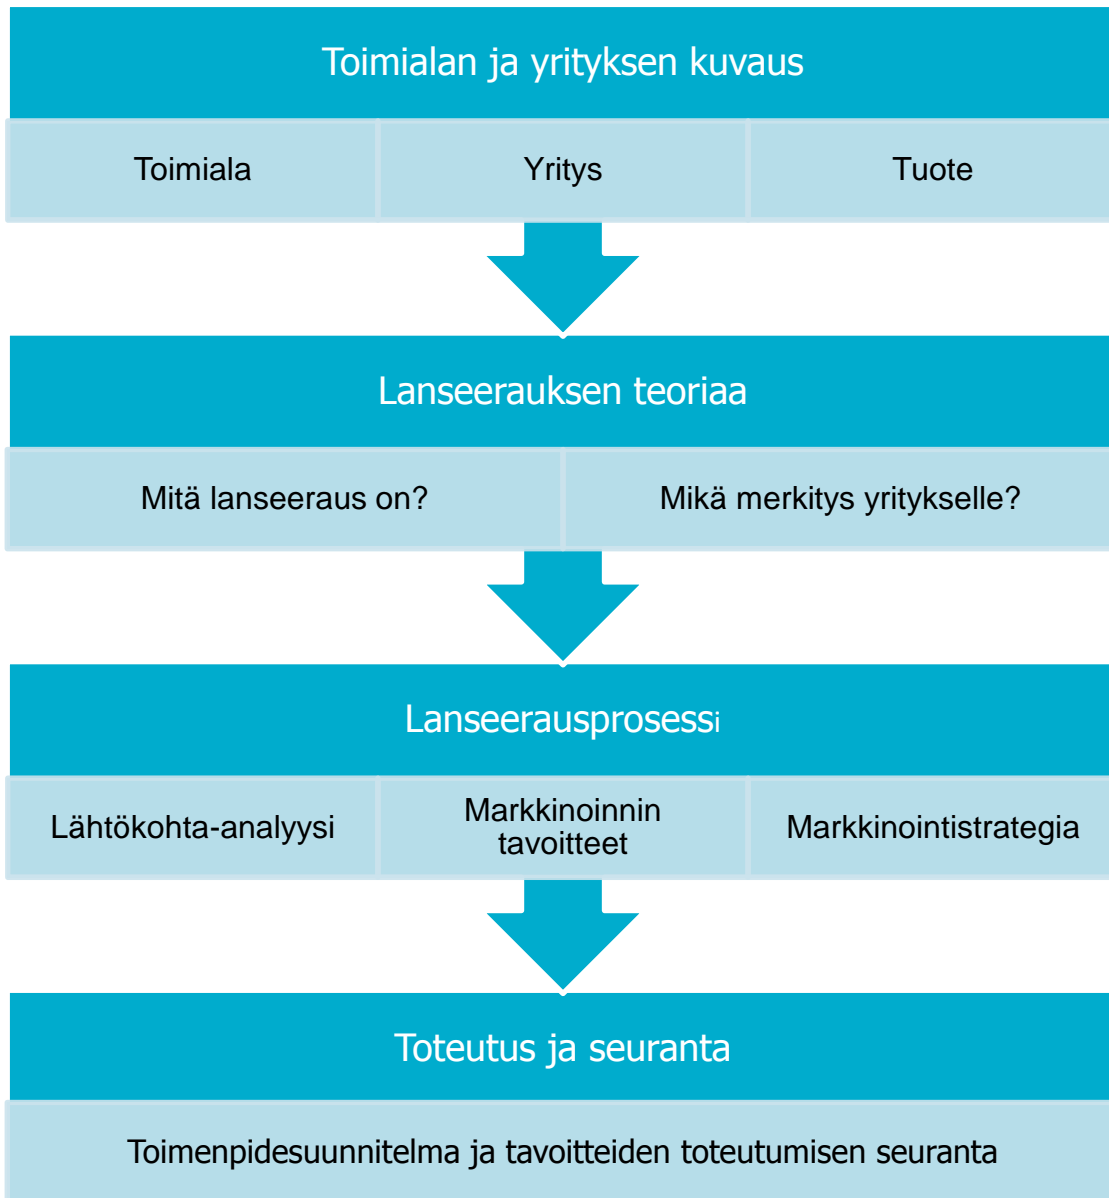 Toimialan ja yrityksen kuvaus
Toimiala
Yritys
Tuote
Lanseerauksen teoriaa
Mitä lanseeraus on?
Mikä merkitys yritykselle?
Lanseerausprosessi
Lähtökohta-analyysi
Markkinoinnin
tavoitteet
Markkinointistrategia
Toteutus ja seuranta
Toimenpidesuunnitelma ja tavoitteiden toteutumisen seuranta